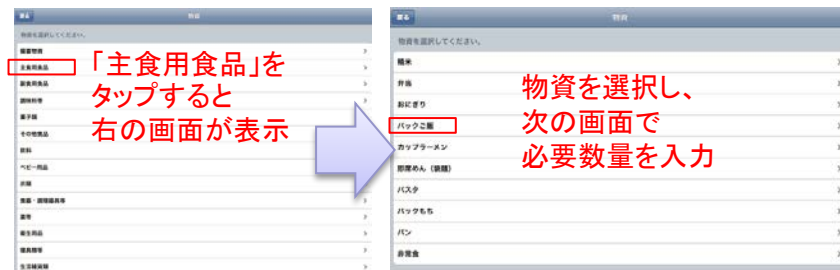 戻る
物資
物資を選択してください。
備蓄物資
主食用食品
副食用食品
調味料等
菓子類
その他食品
飲料
ベビー用品
衣類
食器・調理器具等
薬等
衛生用品
寝具類等
生活雑貨類
「主食用食品」を
タップすると
右の画面が表示
戻る
物資
物資を選択してください。
精米
弁当
おにぎり
パックご飯
カップラーメン
即席めん（袋麺）
パスタ
パックもち
パン
非常食
物資を選択し、
次の画面で
必要数量を入力